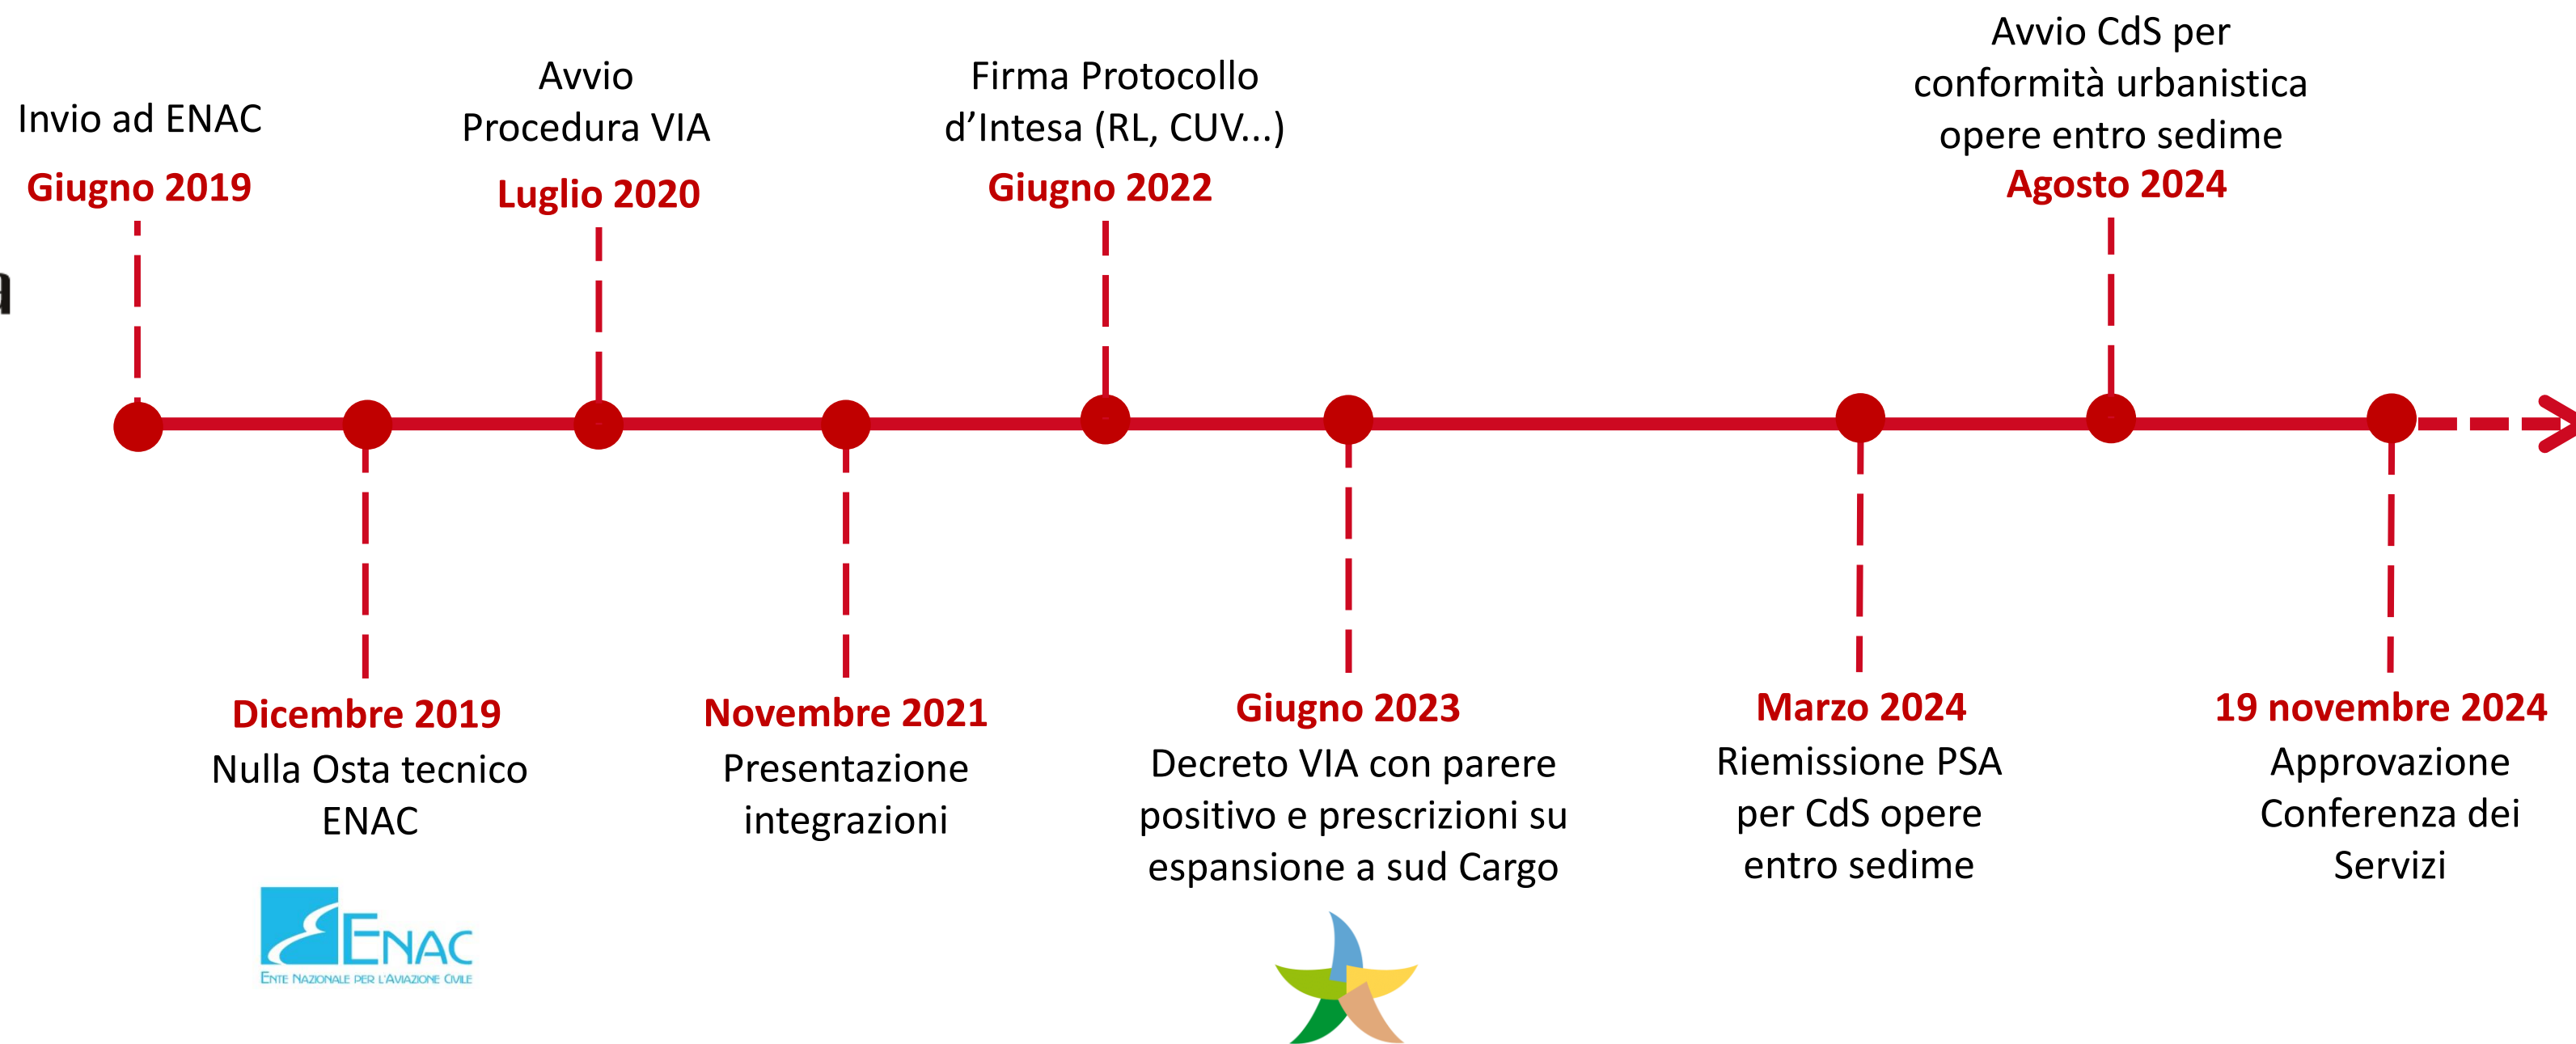 Invio ad ENAC
Giugno 2019
Avvio
Procedura VIA
Luglio 2020
Firma Protocollo
d’Intesa (RL, CUV...)
Giugno 2022
Avvio CdS per
conformità urbanistica
opere entro sedime
Agosto 2024
a
Dicembre 2019
Nulla Osta tecnico
ENAC
ENAC
ENTE NAZIONALE PER L'AVIAZIONE CIVILE
Novembre 2021
Presentazione
integrazioni
Giugno 2023
Decreto VIA con parere
positivo e prescrizioni su
espansione a sud Cargo
Marzo 2024
Riemissione PSA
per CdS opere
entro sedime
19 novembre 2024
Approvazione
Conferenza dei
Servizi